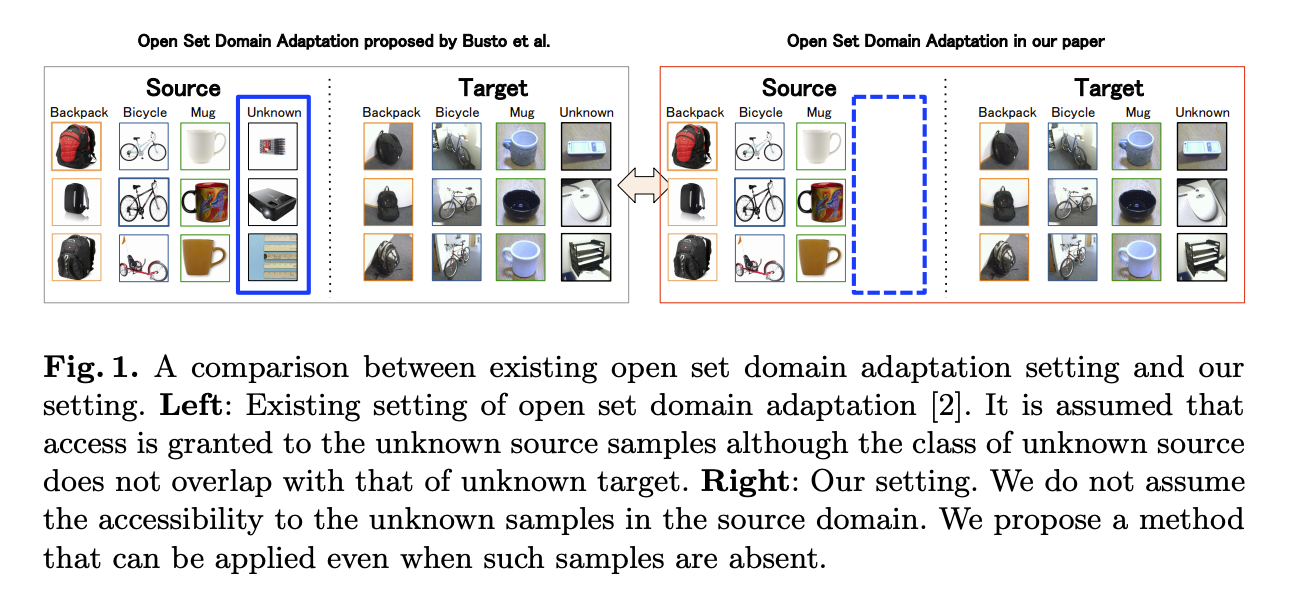 Open Set Domain Adaptation proposed by Busto et al.
Source
Target
Backpack Bicycle Mug Unknown
Backpack Bicycle Mug Unknown
Open Set Domain Adaptation in our paper
Source
Target
Backpack Bicycle Mug
Backpack Bicycle Mug Unknown
Fig. 1. A comparison between existing open set domain adaptation setting and our
setting. Left: Existing setting of open set domain adaptation [2]. It is assumed that
access is granted to the unknown source samples although the class of unknown source
does not overlap with that of unknown target. Right: Our setting. We do not assume
the accessibility to the unknown samples in the source domain. We propose a method
that can be applied even when such samples are absent.